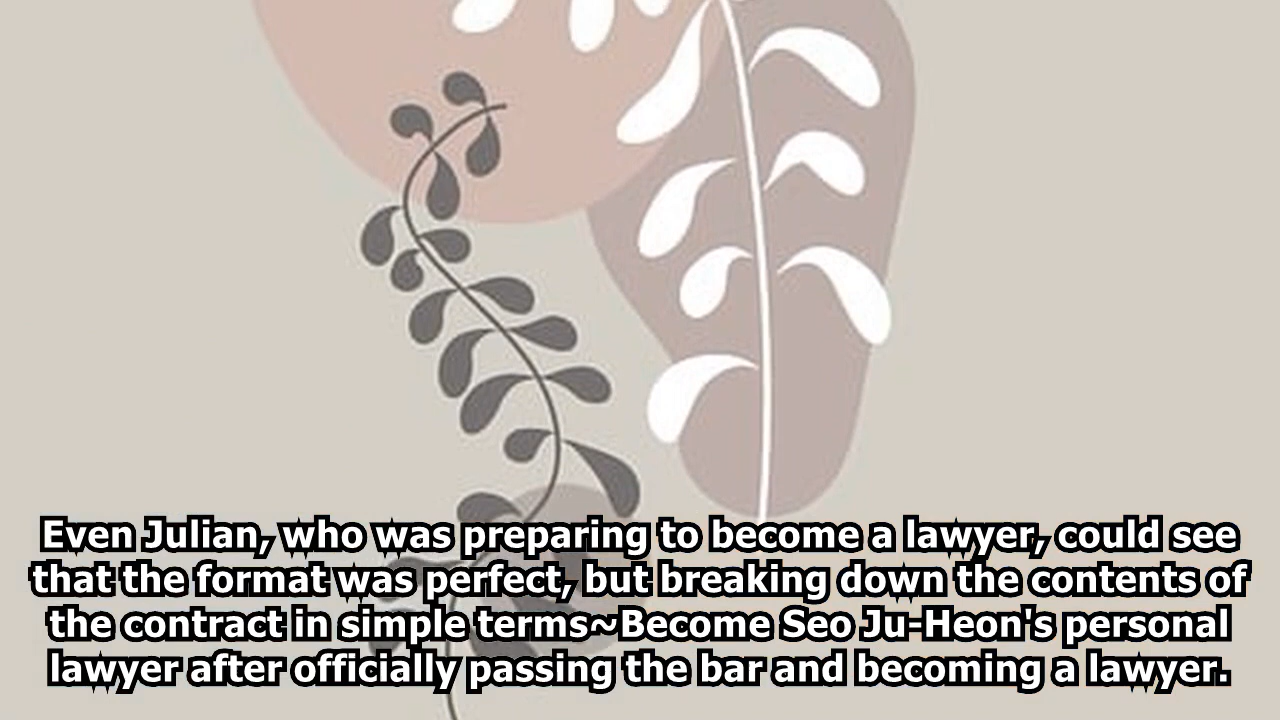 Even Julian, who was preparing to become a lawyer, could see
that the format was perfect, but breaking down the contents of
the contract in simple terms~Become Seo Ju-Heon's personal
lawyer after officially passing the bar and becoming a lawyer.